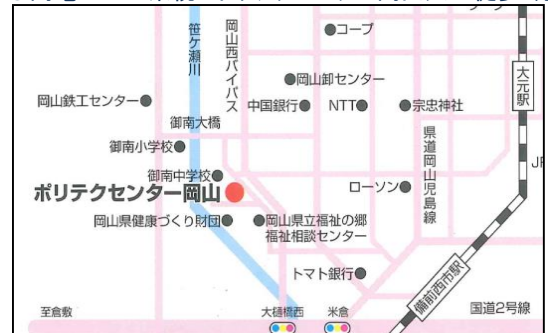 コープ
笹ケ瀬川
岡山西バイパス
岡山卸センター
大元駅
岡山鉄工センター
中国銀行
NTT
宗忠神社
御南大橋
県道岡山児島線
御南小学校
御南中学校
ポリテクセンター岡山
ローソン
岡山県健康づくり財団
岡山県立福祉の郷
福祉相談センター
トマト銀行
備前西市駅
至倉敷
大樋橋西
米倉
国道2号線